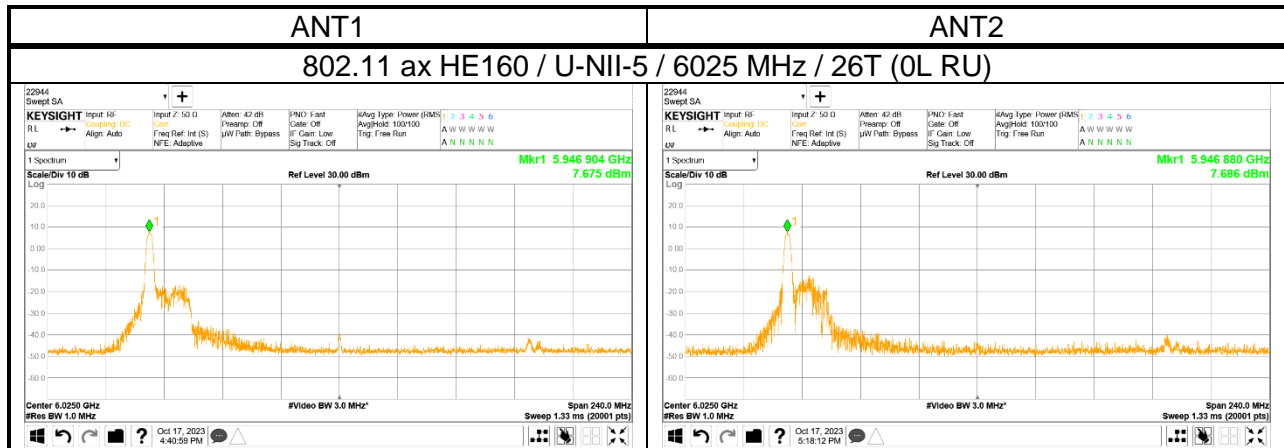 ANT1 ANT2
802.11 ax HE160 / U-NII-5 / 6025 MHz / 26T (0L RU)
22944
Swept SA
+
KEYSIGHT Input: RF Input Z: 50 Ω Atten: 42 dB PNO: Fast #Avg Type: Power (RMS 1 2 3 4 5 6
RL Coupling: DC Corr Preamp: Off Gate: Off Avg|Hold: 100/100 A W W W W W
Align: Auto Freq Ref: Int (S) µW Path: Bypass IF Gain: Low Trig: Free Run
NFE: Adaptive Sig Track: Off A N N N N N
1 Spectrum
Mkr1 5.946 904 GHz
Scale/Div 10 dB Ref Level 30.00 dBm 7.675 dBm
Log
20.0
10.0
0.00
-10.0
-20.0
-30.0
-40.0
-50.0
-60.0
1
Center 6.0250 GHz #Video BW 3.0 MHz* Span 240.0 MHz
#Res BW 1.0 MHz Sweep 1.33 ms (20001 pts)
? Oct 17, 2023
4:40:59 PM
22944
Swept SA
+
KEYSIGHT Input: RF Input Z: 50 Ω Atten: 42 dB PNO: Fast #Avg Type: Power (RMS 1 2 3 4 5 6
RL Coupling: DC Corr Preamp: Off Gate: Off Avg|Hold: 100/100 A W W W W W
Align: Auto Freq Ref: Int (S) µW Path: Bypass IF Gain: Low Trig: Free Run
NFE: Adaptive Sig Track: Off A N N N N N
1 Spectrum
Mkr1 5.946 880 GHz
Scale/Div 10 dB Ref Level 30.00 dBm 7.686 dBm
Log
20.0
10.0
0.00
-10.0
-20.0
-30.0
-40.0
-50.0
-60.0
1
Center 6.0250 GHz #Video BW 3.0 MHz* Span 240.0 MHz
#Res BW 1.0 MHz Sweep 1.33 ms (20001 pts)
? Oct 17, 2023
5:18:12 PM